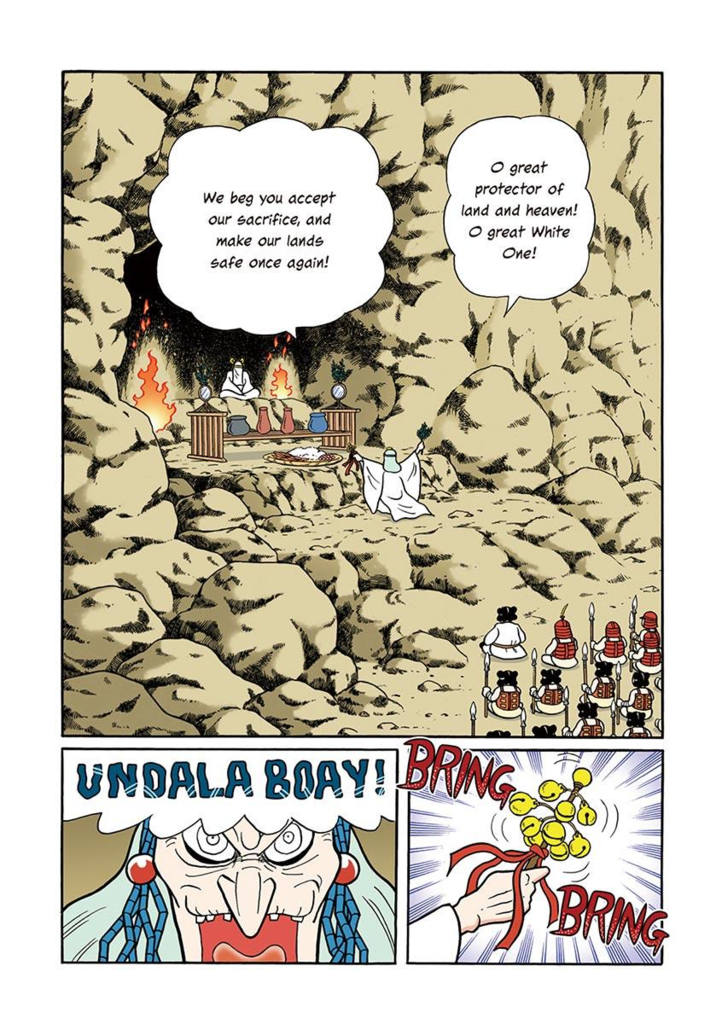 O great
protector of
land and heaven!
O great White
One!
We beg you accept
our sacrifice, and
make our lands
safe once again!
BRING
BRING
UNDALA BOAY!